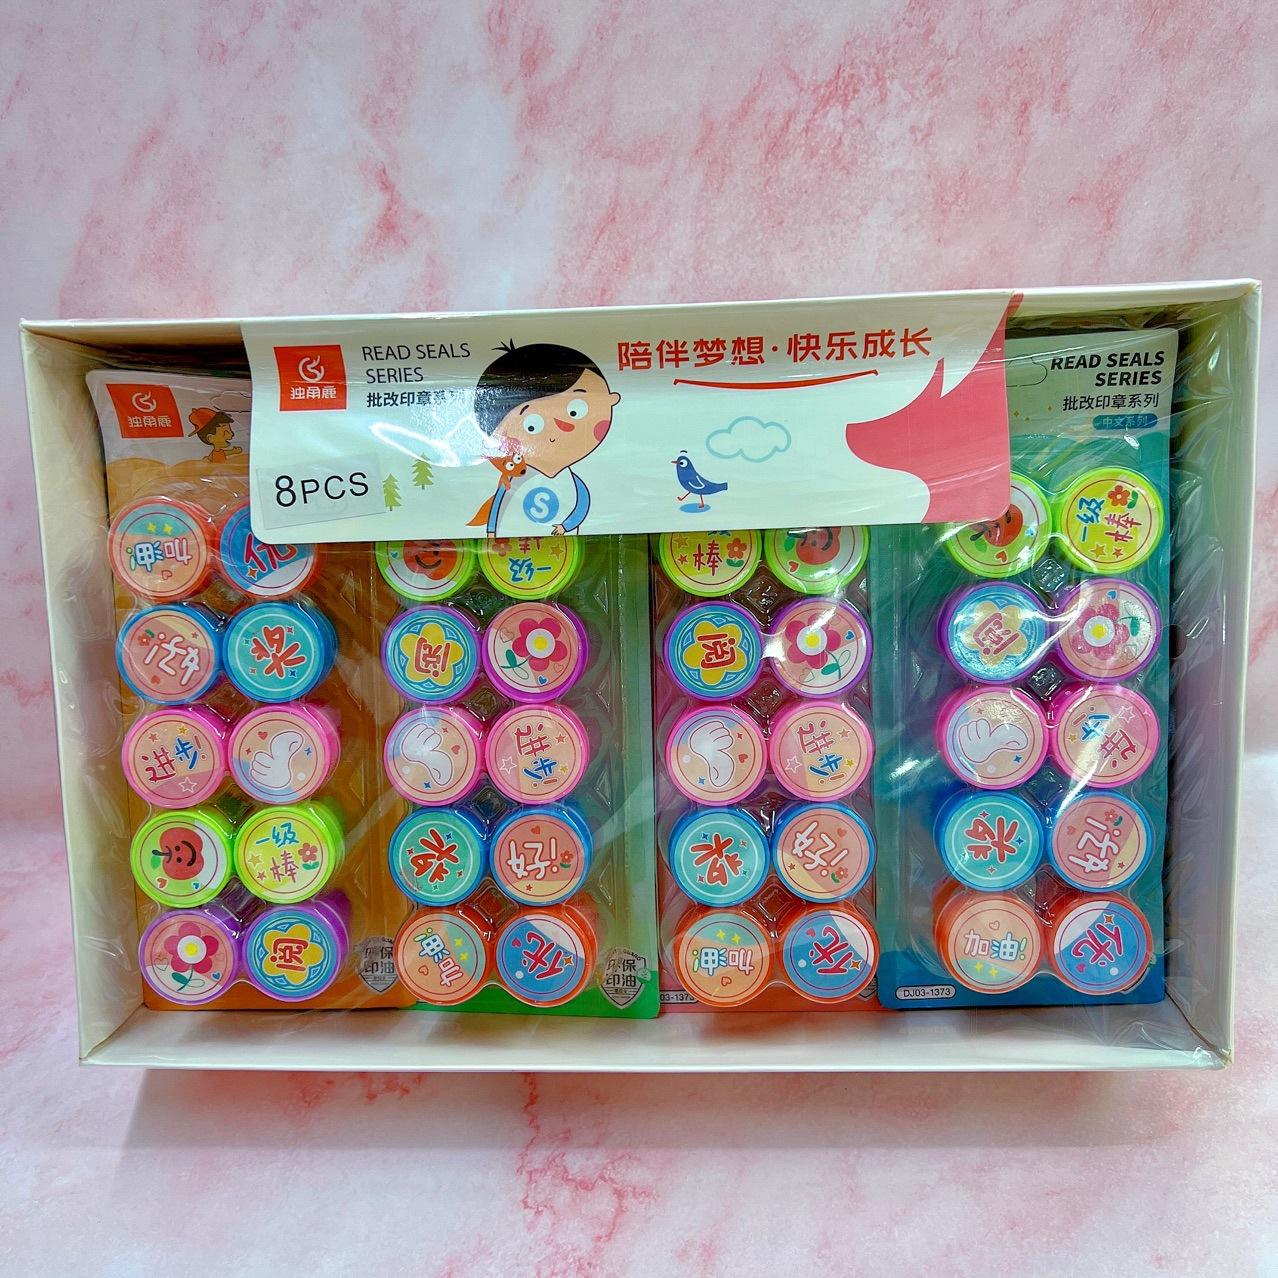 独角鹿
READ SEALS
SERIES
批改印章系列
8PCS
陪伴梦想·快乐成长
S
独角鹿
READ SEALS
SERIES
批改印章系列
中文系列
加油
优
好!
棒
进步!
一级
棒
阅
棒
一级
阅
进步!
奖
好
加油!
优
棒
阅
进步!
奖
好
加油!
优
一级
棒
阅
进步!
好
加油
优
环保
印油
DJ03-1373